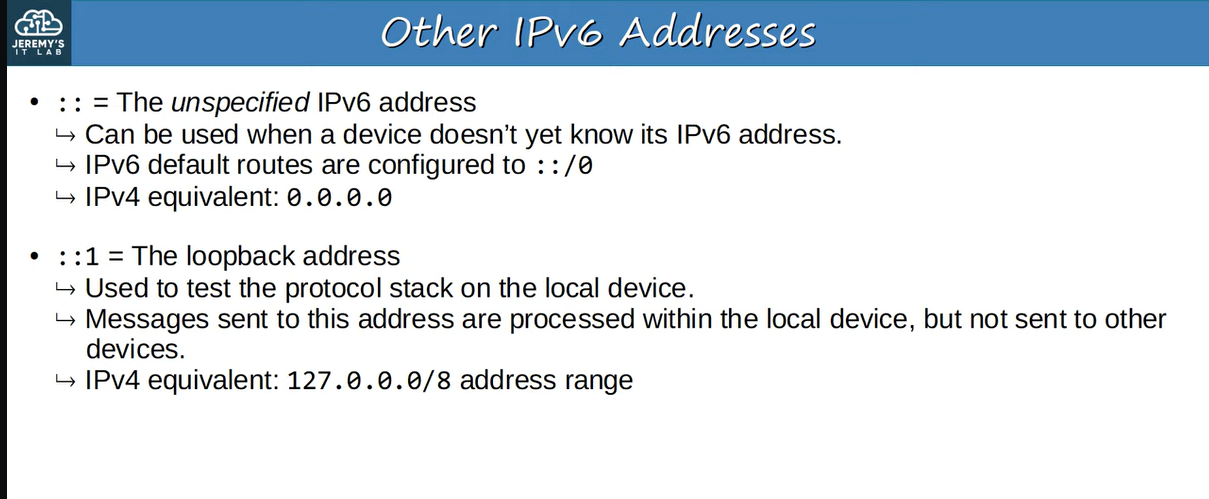 JEREMY'S
IT LAB
Other IPv6 Addresses
• :: = The unspecified IPv6 address
↪ Can be used when a device doesn’t yet know its IPv6 address.
↪ IPv6 default routes are configured to ::/0
↪ IPv4 equivalent: 0.0.0.0
• ::1 = The loopback address
↪ Used to test the protocol stack on the local device.
↪ Messages sent to this address are processed within the local device, but not sent to other
devices.
↪ IPv4 equivalent: 127.0.0.0/8 address range